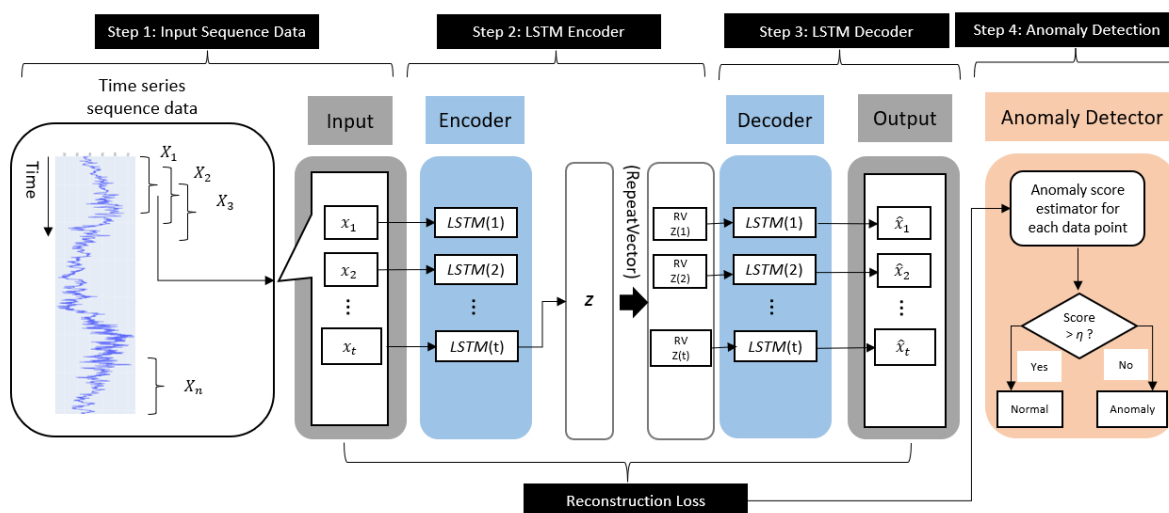 Step 1: Input Sequence Data
Step 2: LSTM Encoder
Step 3: LSTM Decoder
Step 4: Anomaly Detection
Time series
sequence data
Time
X₁
X₂
X₃
Xₙ
Input
x₁
x₂
⋮
xₜ
Encoder
LSTM(1)
LSTM(2)
⋮
LSTM(t)
Z
(RepeatVector)
RV
Z(1)
RV
Z(2)
RV
Z(t)
Decoder
LSTM(1)
LSTM(2)
⋮
LSTM(t)
Output
x̂₁
x̂₂
⋮
x̂ₜ
Anomaly Detector
Anomaly score
estimator for
each data point
Score
> η ?
Yes
No
Normal
Anomaly
Reconstruction Loss